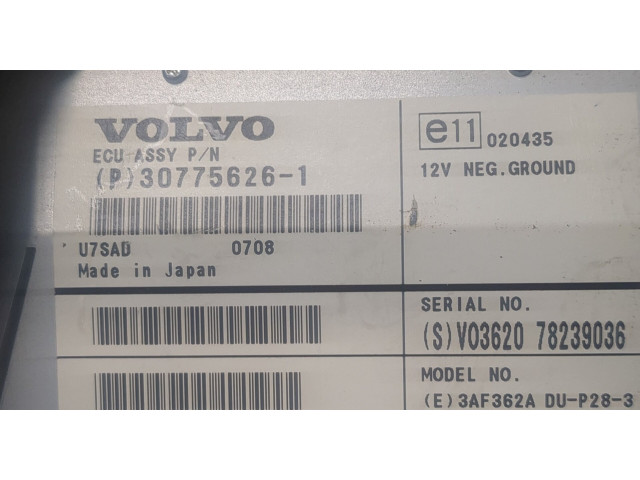 VOLVO
ECU ASSY P/N
(P)30775626-1
U7SAD 0708
Made in Japan
e11 020435
12V NEG.GROUND
SERIAL NO.
(S)V03620 78239036
MODEL NO.
(E)3AF362A DU-P28-3